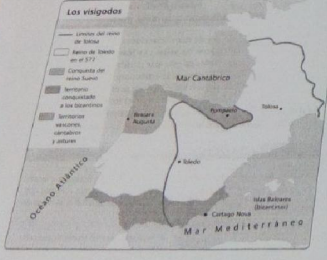 Los visigodos
Límites del reino
de Tolosa
Reino de Toledo
en el 573
Conquista del
reino Suevo
Territorio
conquistado
a los bizantinos
Territorios
vascones,
cántabros
y astures
Mar Cantábrico
Tolosa
Pompaelo
Bracara
Augusta
Toledo
Océano Atlántico
Islas Baleares
(bizantinas)
Cartago Nova
Mar Mediterráneo